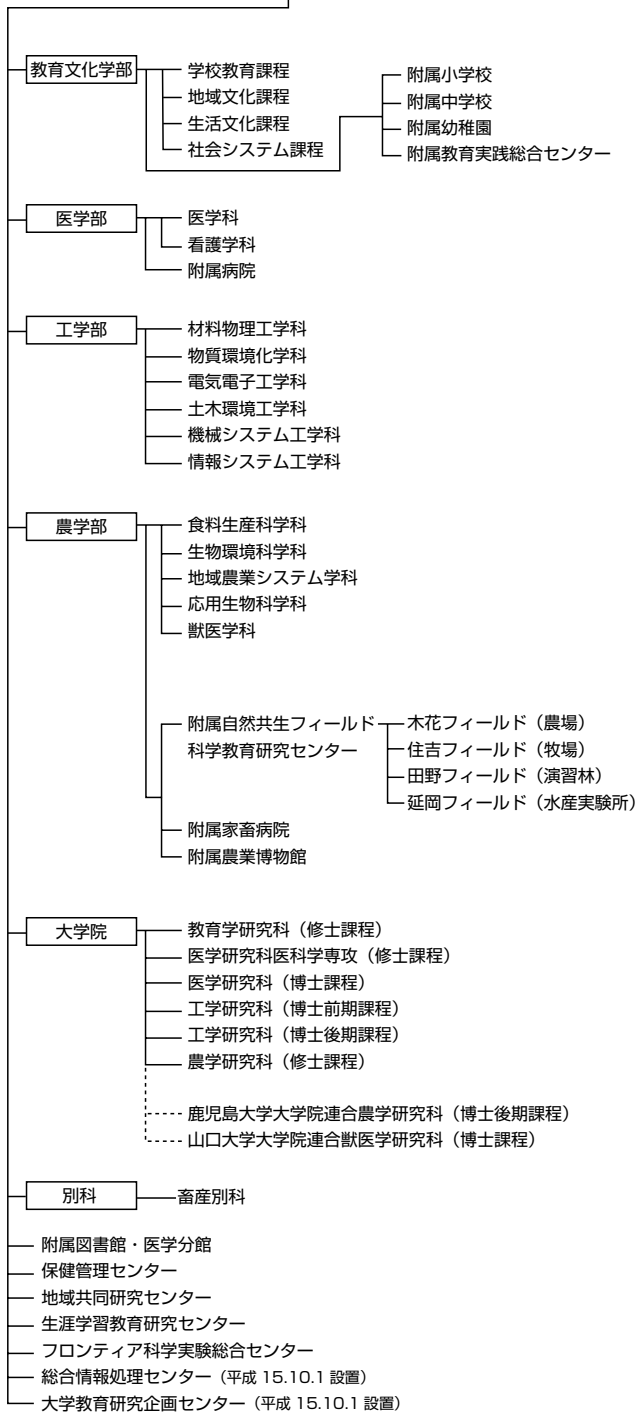 教育文化学部
学校教育課程
地域文化課程
生活文化課程
社会システム課程
附属小学校
附属中学校
附属幼稚園
附属教育実践総合センター
医学部
医学科
看護学科
附属病院
工学部
材料物理工学科
物質環境化学科
電気電子工学科
土木環境工学科
機械システム工学科
情報システム工学科
農学部
食料生産科学科
生物環境科学科
地域農業システム学科
応用生物科学科
獣医学科
附属自然共生フィールド
科学教育研究センター
木花フィールド（農場）
住吉フィールド（牧場）
田野フィールド（演習林）
延岡フィールド（水産実験所）
附属家畜病院
附属農業博物館
大学院
教育学研究科（修士課程）
医学研究科医科学専攻（修士課程）
医学研究科（博士課程）
工学研究科（博士前期課程）
工学研究科（博士後期課程）
農学研究科（修士課程）
鹿児島大学大学院連合農学研究科（博士後期課程）
山口大学大学院連合獣医学研究科（博士課程）
別科
畜産別科
附属図書館・医学分館
保健管理センター
地域共同研究センター
生涯学習教育研究センター
フロンティア科学実験総合センター
総合情報処理センター（平成 15.10.1 設置）
大学教育研究企画センター（平成 15.10.1 設置）